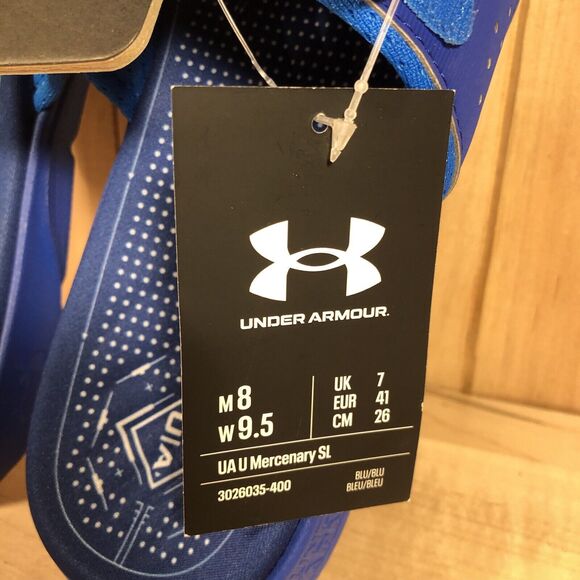 UNDER ARMOUR.
M 8
W 9.5
UK 7
EUR 41
CM 26
UA U Mercenary SL
3026035-400
BLU/BLU
BLEU/BLEU